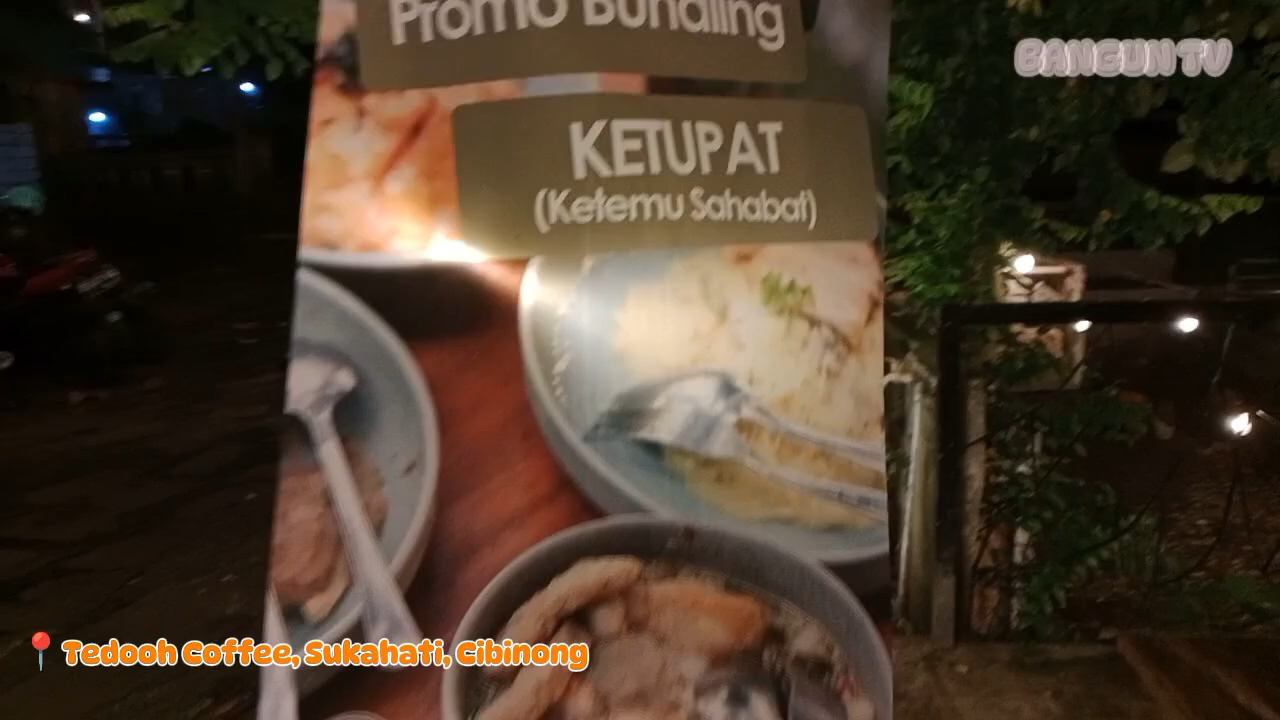 Promo Bundling
BANGUN TV
KETUPAT
(Ketemu Sahabat)
Tedooh Coffee, Sukahati, Cibinong